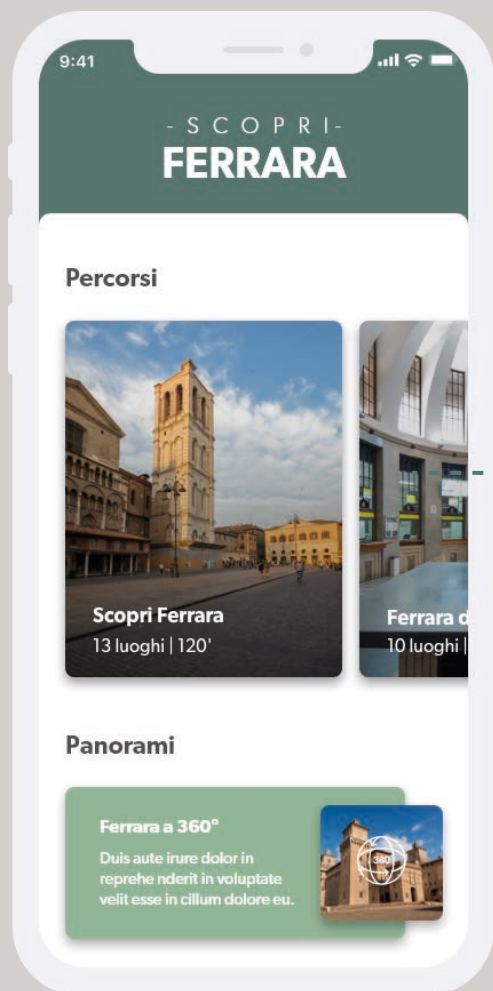 9:41
- S C O P R I -
FERRARA
Percorsi
Scopri Ferrara
13 luoghi | 120'
Ferrara d
10 luoghi |
Panorami
Ferrara a 360°
Duis aute irure dolor in
reprehe nderit in voluptate
velit esse in cillum dolore eu.
360°